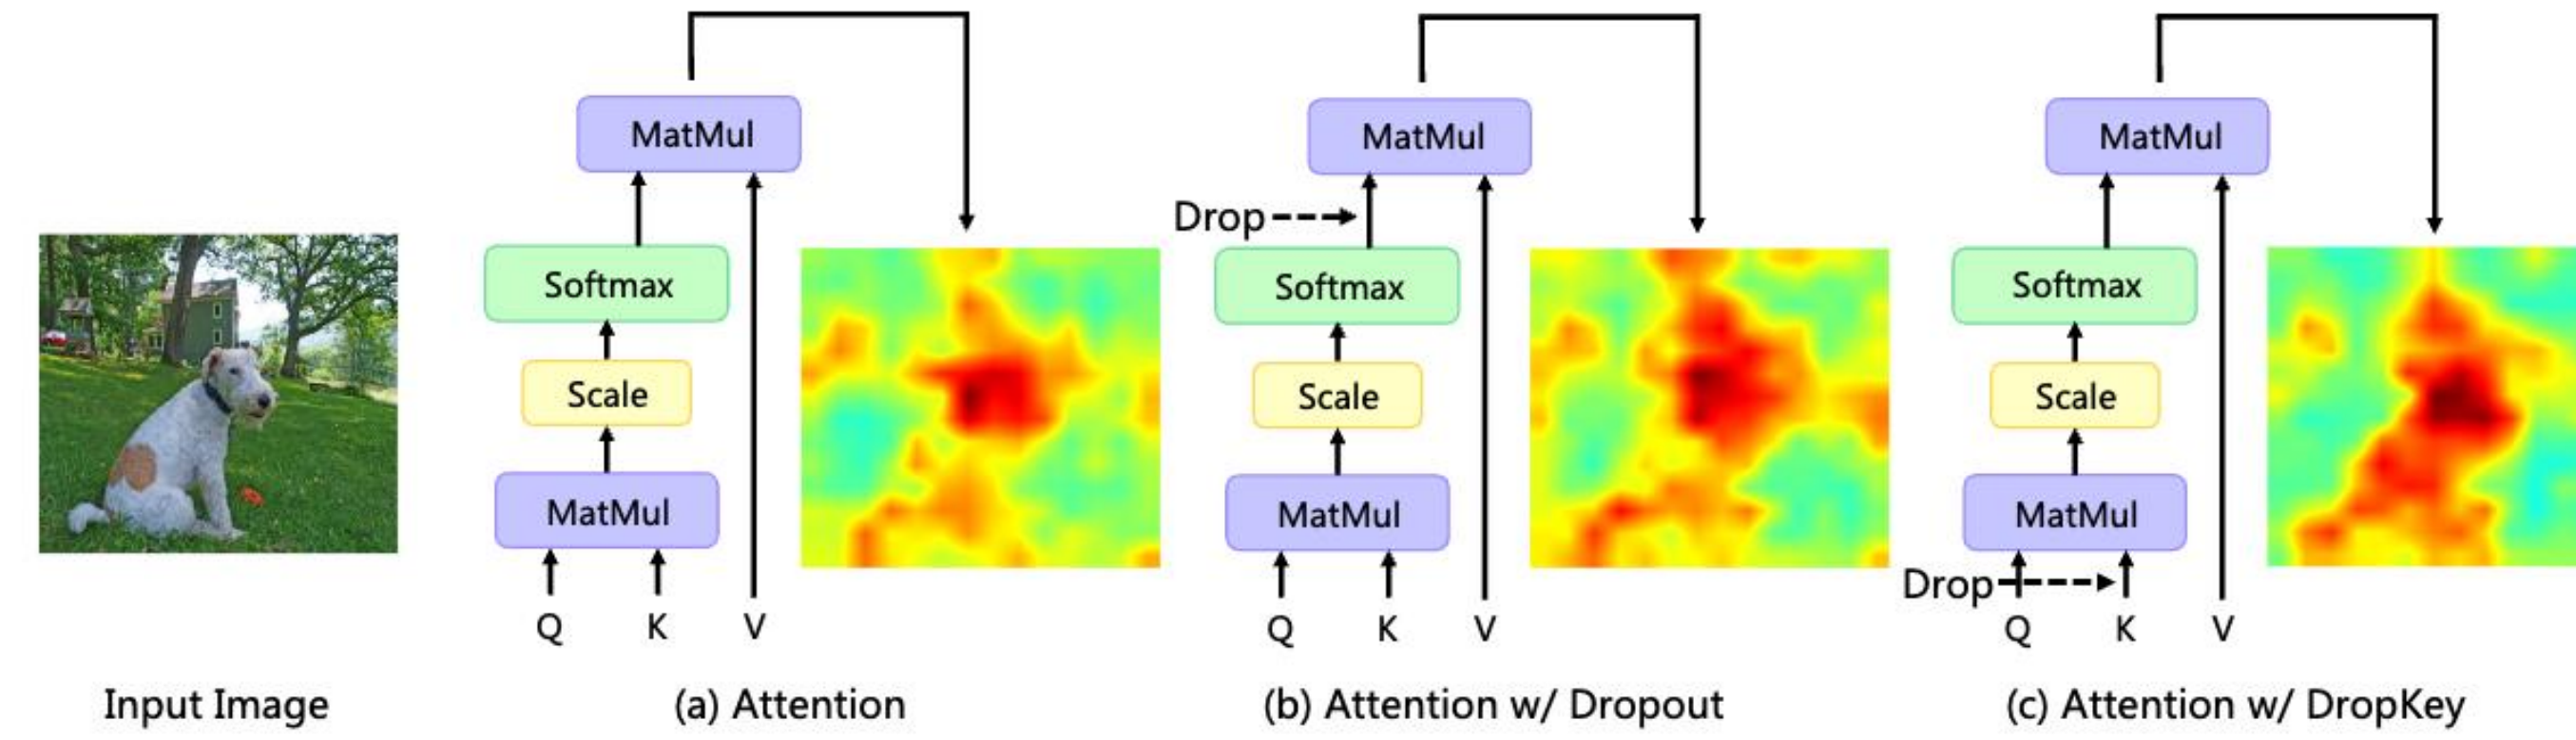 MatMul
Softmax
Scale
MatMul
Q K V
MatMul
Drop
Softmax
Scale
MatMul
Q K V
MatMul
Softmax
Scale
MatMul
Drop
Q K V
Input Image
(a) Attention
(b) Attention w/ Dropout
(c) Attention w/ DropKey